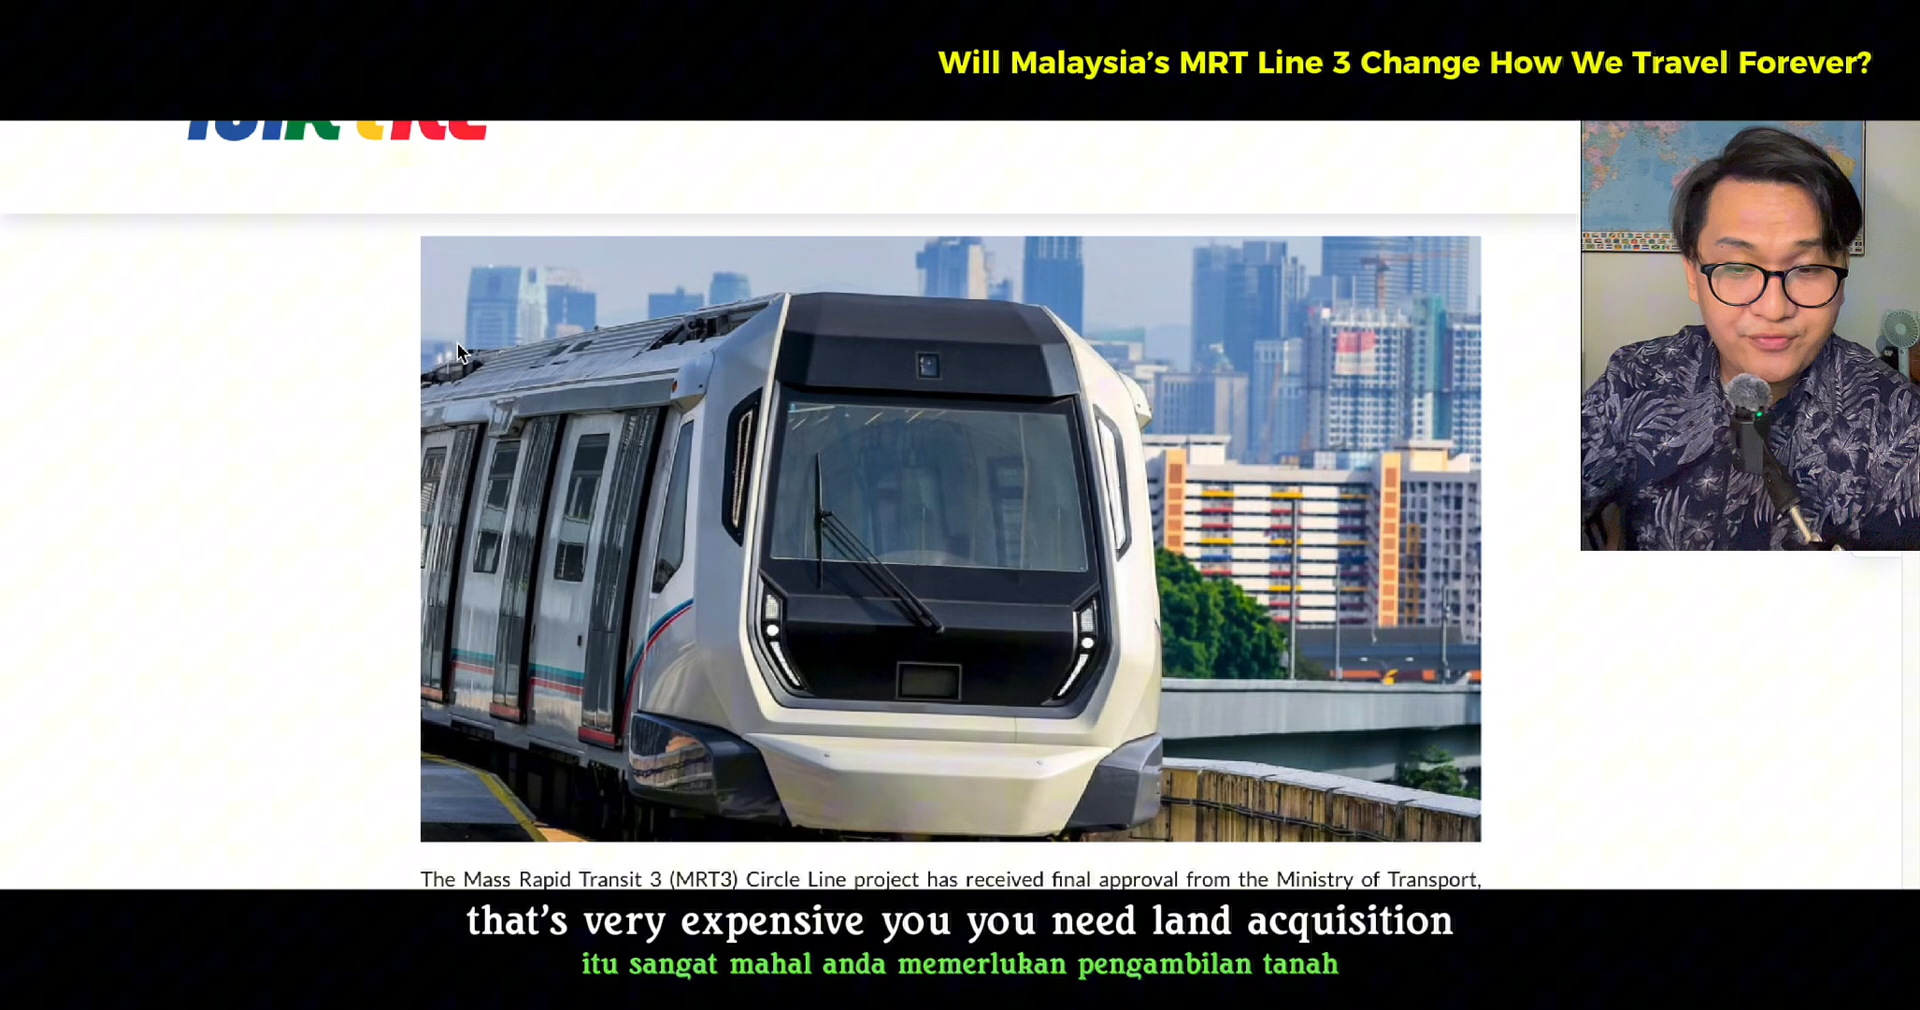 Will Malaysia's MRT Line 3 Change How We Travel Forever?
The Mass Rapid Transit 3 (MRT3) Circle Line project has received final approval from the Ministry of Transport,
that's very expensive you you need land acquisition
itu sangat mahal anda memerlukan pengambilan tanah